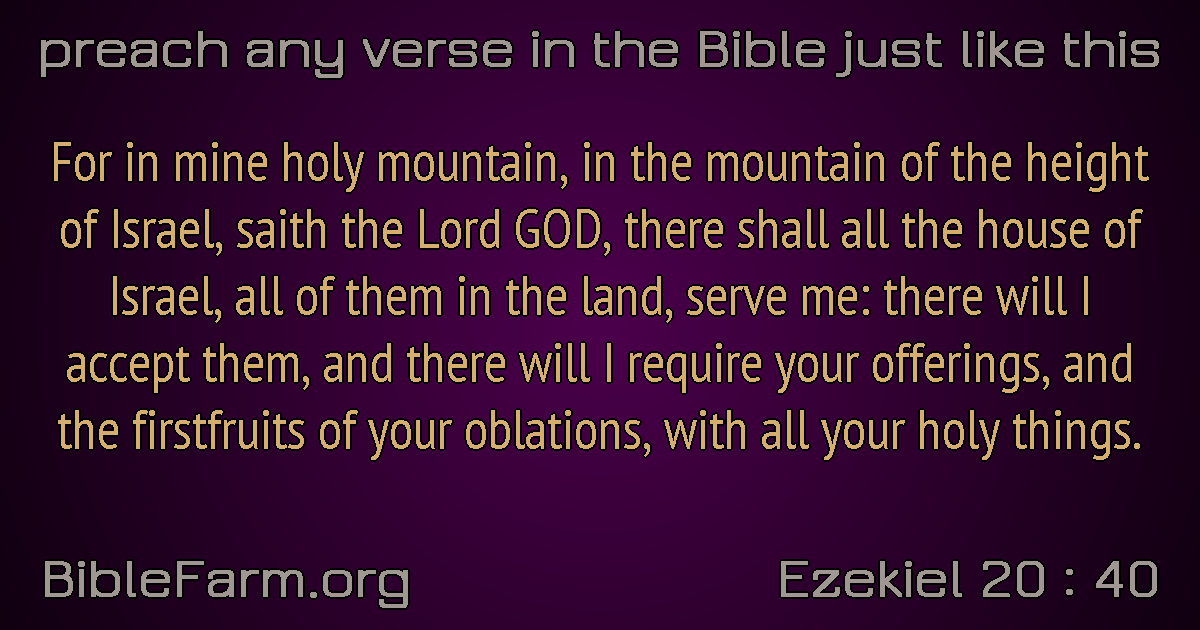 preach any verse in the Bible just like this
For in mine holy mountain, in the mountain of the height
of Israel, saith the Lord GOD, there shall all the house of
Israel, all of them in the land, serve me: there will I
accept them, and there will I require your offerings, and
the firstfruits of your oblations, with all your holy things.
BibleFarm.org
Ezekiel 20 : 40